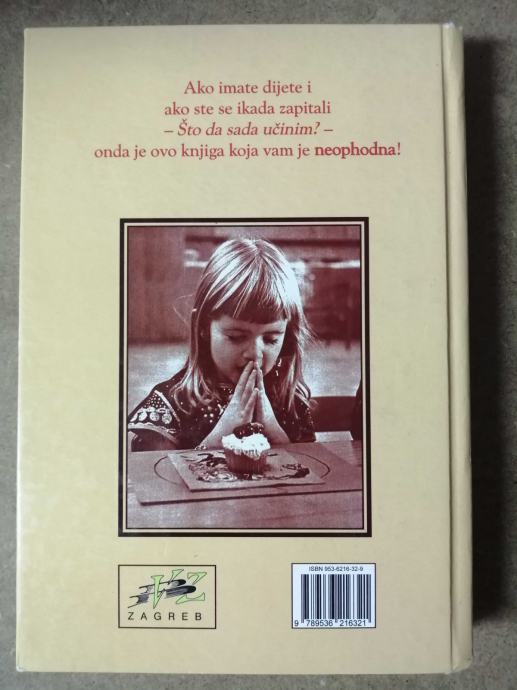 Ako imate dijete i
ako ste se ikada zapitali
– Što da sada učinim? –
onda je ovo knjiga koja vam je neophodna!
VZ
ZAGREB
ISBN 953-6216-32-9
9 789536 216321